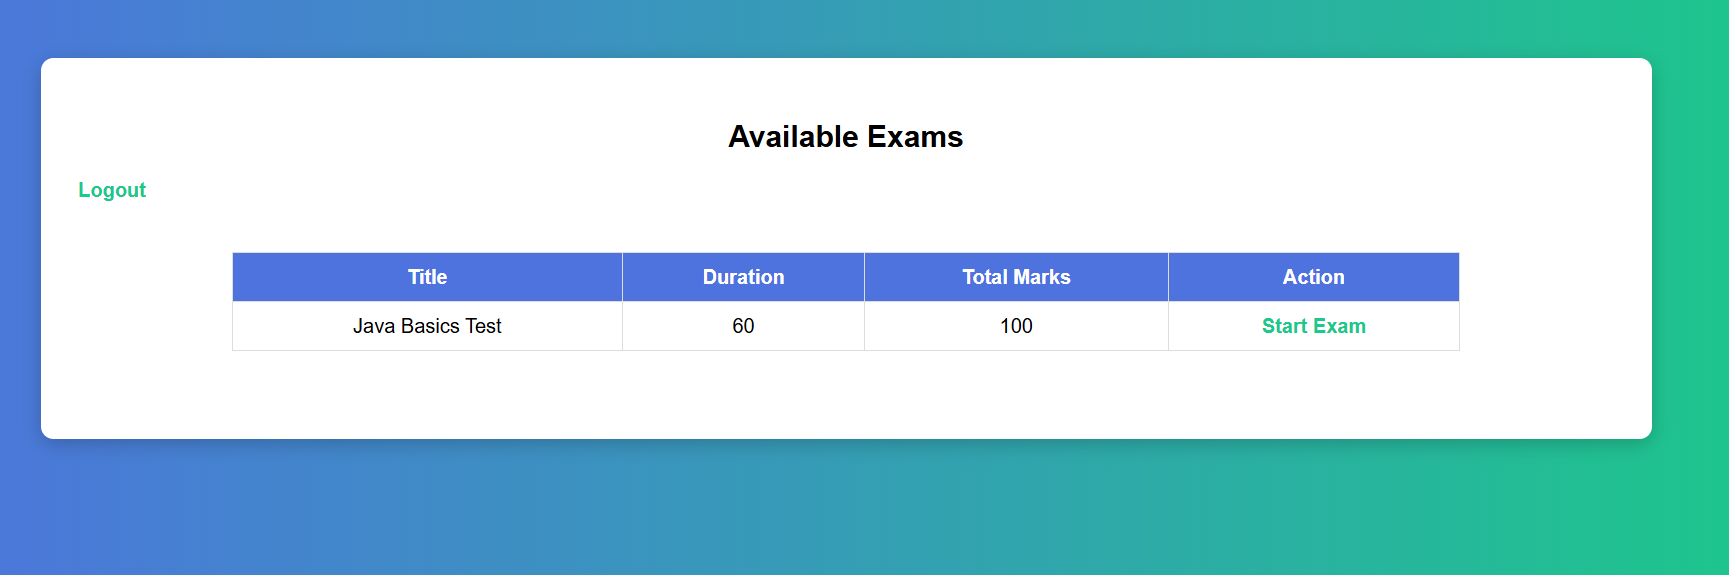 Available Exams
Logout
Title Duration Total Marks Action
Java Basics Test 60 100 Start Exam